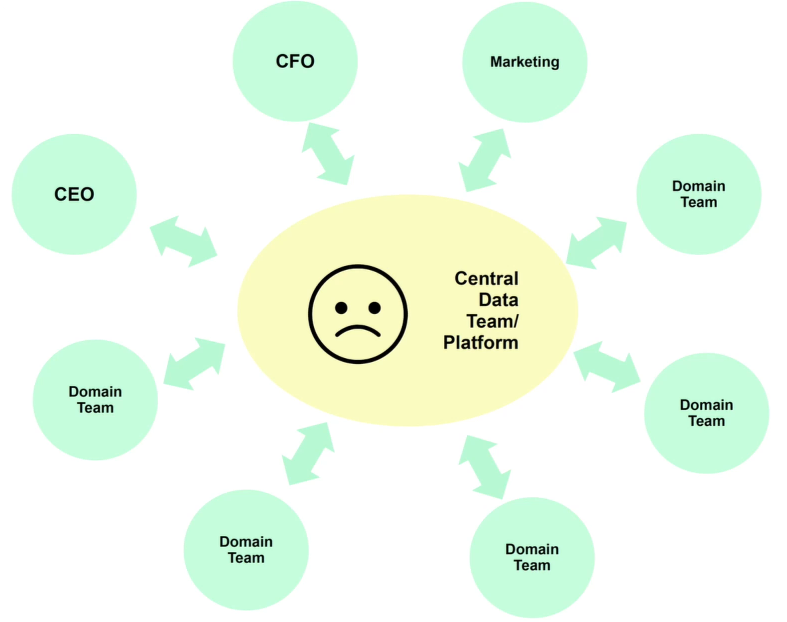 CFO
Marketing
CEO
Domain
Team
Central
Data
Team/
Platform
Domain
Team
Domain
Team
Domain
Team
Domain
Team